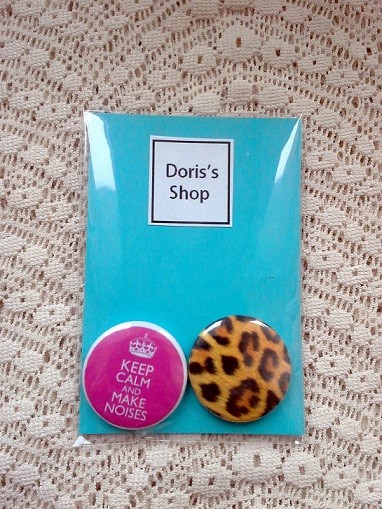 Doris's
Shop
KEEP
CALM
AND
MAKE
NOISES